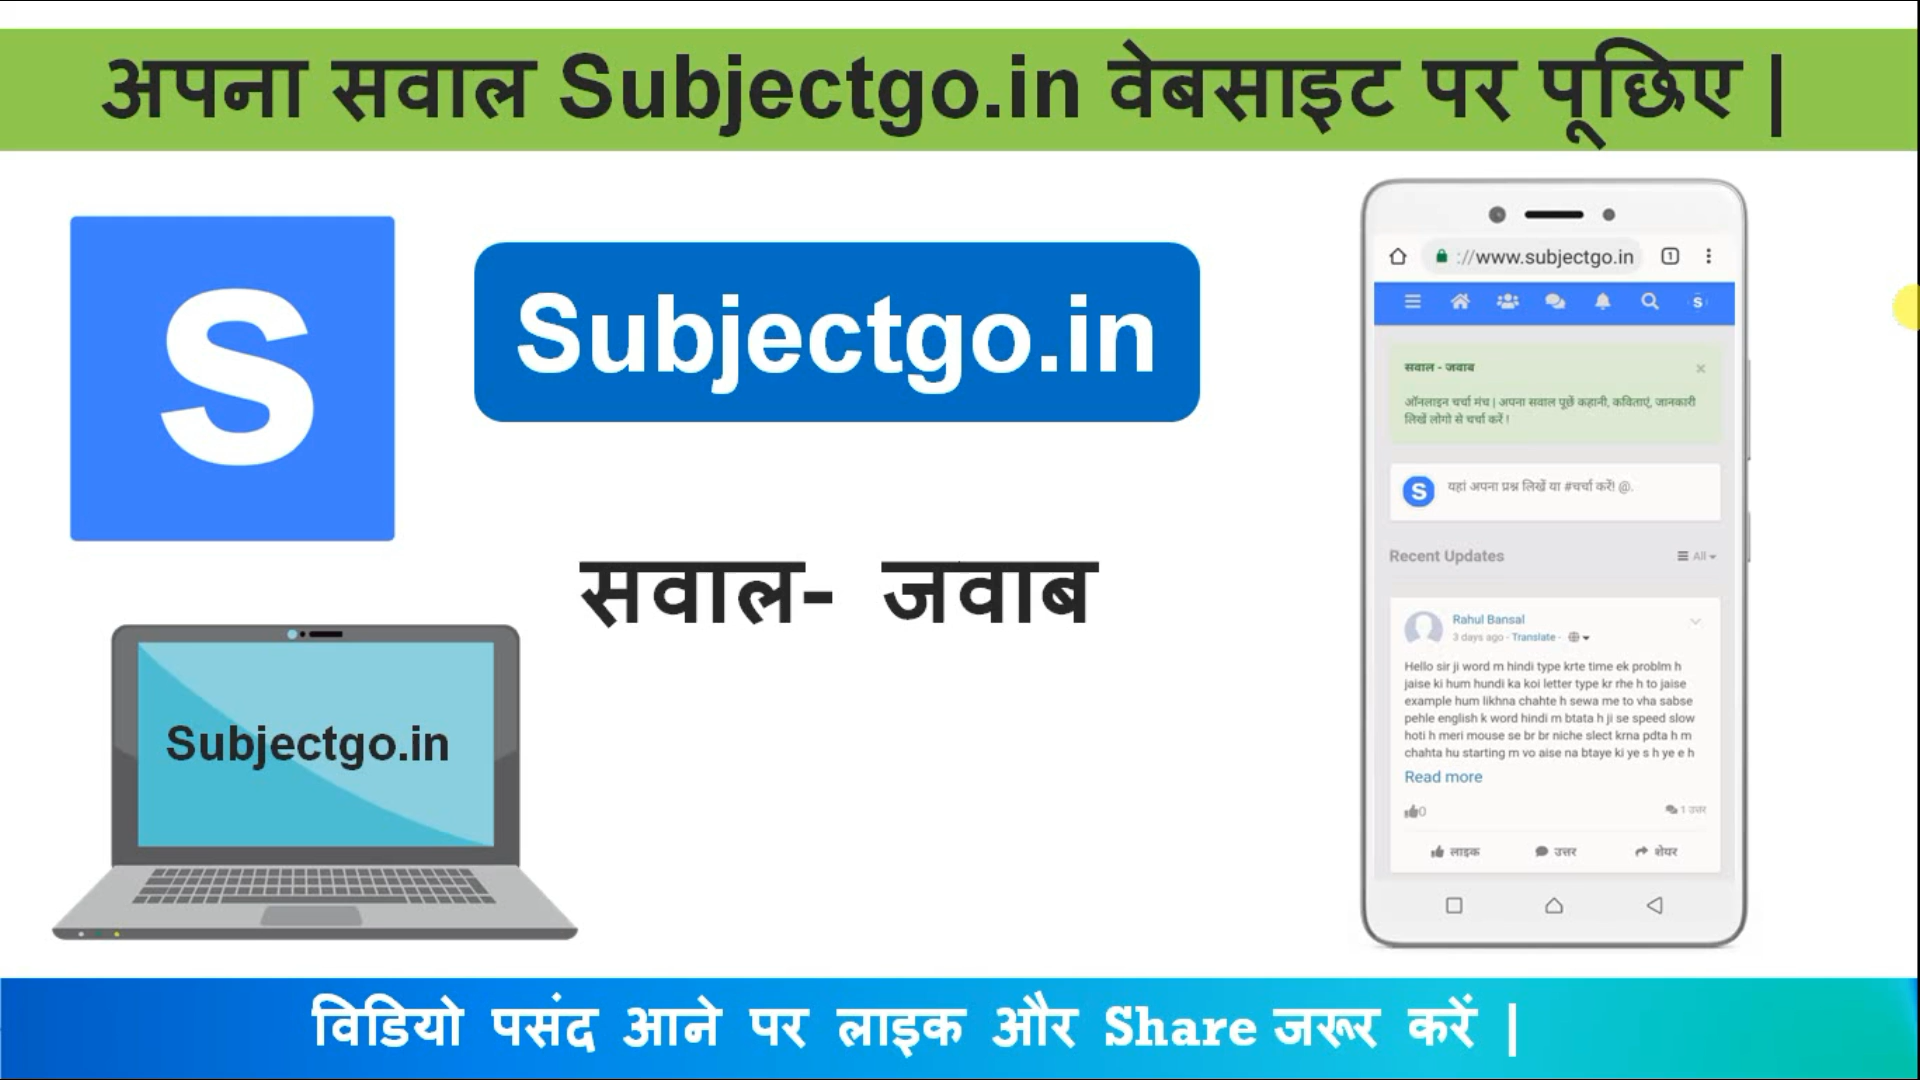 अपना सवाल Subjectgo.in वेबसाइट पर पूछिए |
S
Subjectgo.in
सवाल- जवाब
Subjectgo.in
://www.subjectgo.in
1
S
सवाल - जवाब
×
ऑनलाइन चर्चा मंच | अपना सवाल पूछें कहानी, कविताएं, जानकारी
लिखें लोगो से चर्चा करें !
S
यहां अपना प्रश्न लिखें या #चर्चा करें! @.
Recent Updates
All
Rahul Bansal
3 days ago · Translate ·
Hello sir ji word m hindi type krte time ek problm h
jaise ki hum hundi ka koi letter type kr rhe h to jaise
example hum likhna chahte h sewa me to vha sabse
pehle english k word hindi m btata h ji se speed slow
hoti h meri mouse se br br niche slect krna pdta h m
chahta hu starting m vo aise na btaye ki ye s h ye e h
Read more
0
1 उत्तर
लाइक
उत्तर
शेयर
विडियो पसंद आने पर लाइक और Share जरूर करें |